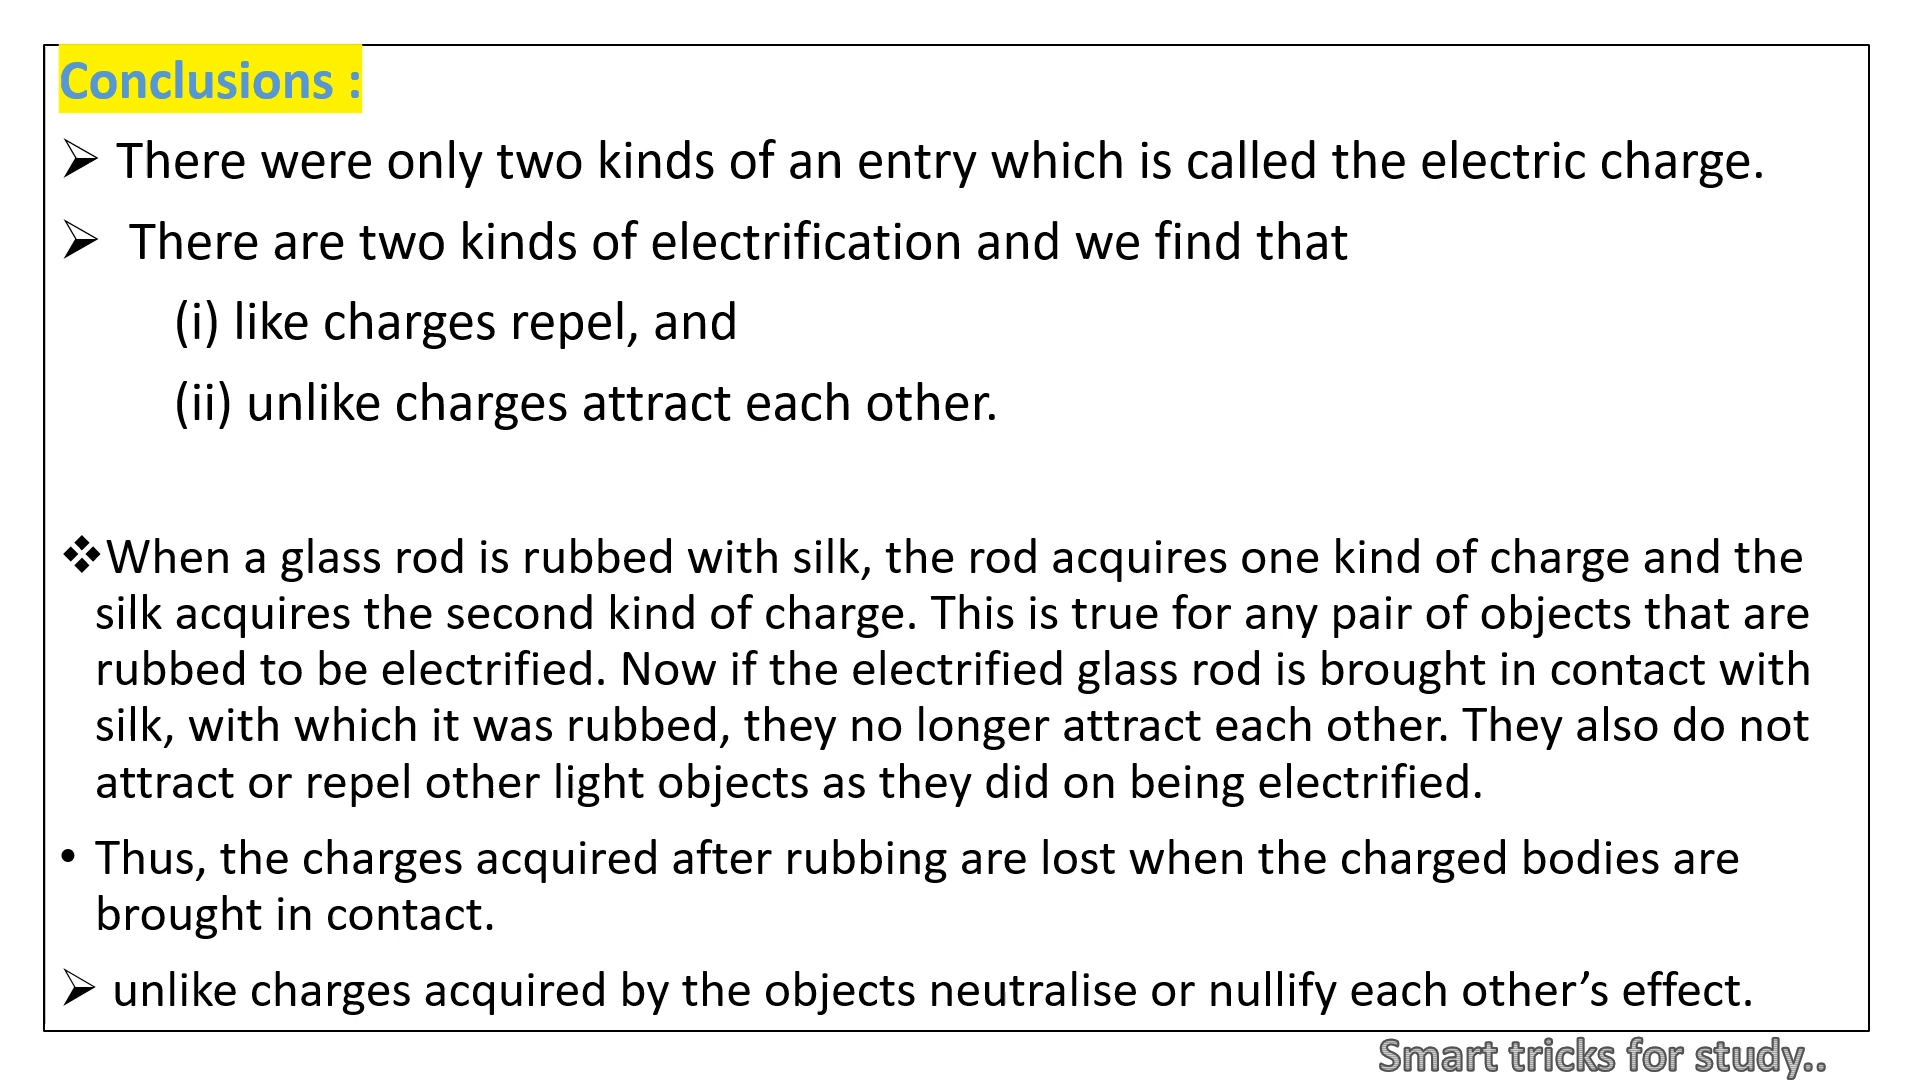 Conclusions :
➢ There were only two kinds of an entry which is called the electric charge.
➢ There are two kinds of electrification and we find that
(i) like charges repel, and
(ii) unlike charges attract each other.
❖When a glass rod is rubbed with silk, the rod acquires one kind of charge and the
silk acquires the second kind of charge. This is true for any pair of objects that are
rubbed to be electrified. Now if the electrified glass rod is brought in contact with
silk, with which it was rubbed, they no longer attract each other. They also do not
attract or repel other light objects as they did on being electrified.
• Thus, the charges acquired after rubbing are lost when the charged bodies are
brought in contact.
➢ unlike charges acquired by the objects neutralise or nullify each other’s effect.
Smart tricks for study..